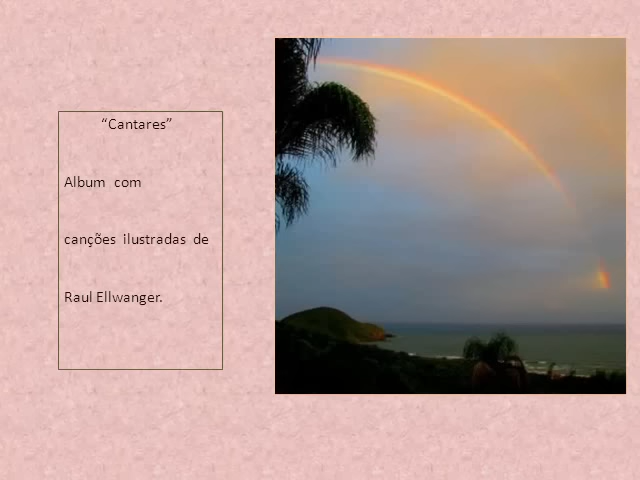 “Cantares”
Album com
canções ilustradas de
Raul Ellwanger.